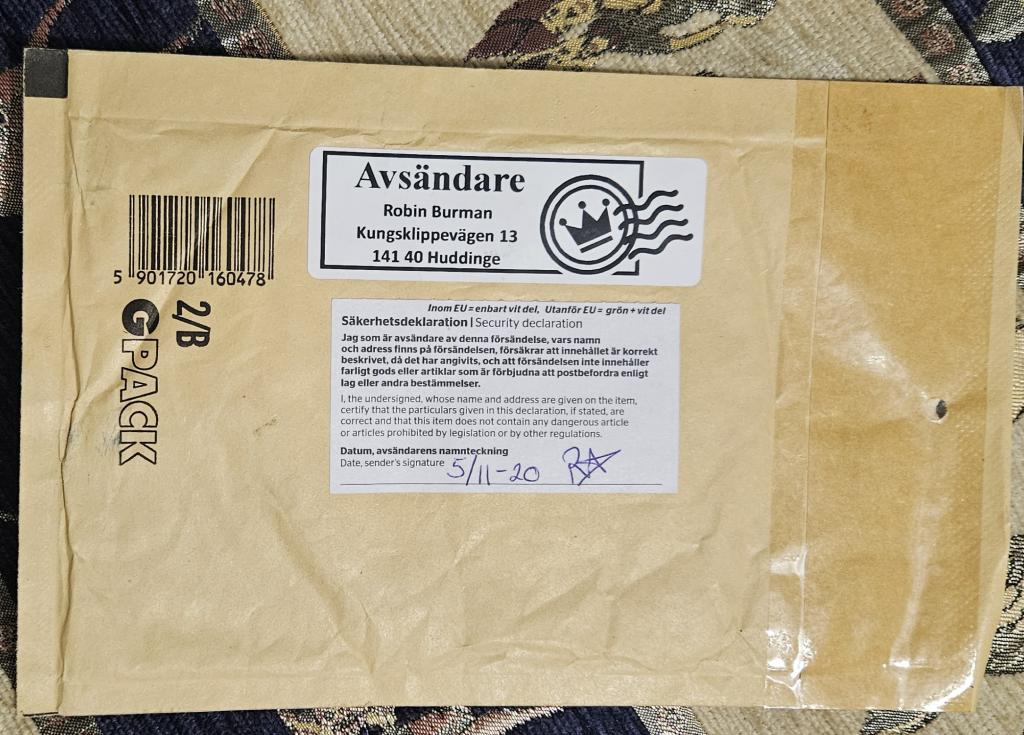 Avsändare
Robin Burman
Kungsklippevägen 13
141 40 Huddinge
5 901720 160478
2/B
GPACK
Inom EU = enbart vit del, Utanför EU = grön + vit del
Säkerhetsdeklaration | Security declaration
Jag som är avsändare av denna försändelse, vars namn
och adress finns på försändelsen, försäkrar att innehållet är korrekt
beskrivet, då det har angivits, och att försändelsen inte innehåller
farligt gods eller artiklar som är förbjudna att postbefordra enligt
lag eller andra bestämmelser.
I, the undersigned, whose name and address are given on the item,
certify that the particulars given in this declaration, if stated, are
correct and that this item does not contain any dangerous article
or articles prohibited by legislation or by other regulations.
Datum, avsändarens namnteckning
Date, sender's signature 5/11-20